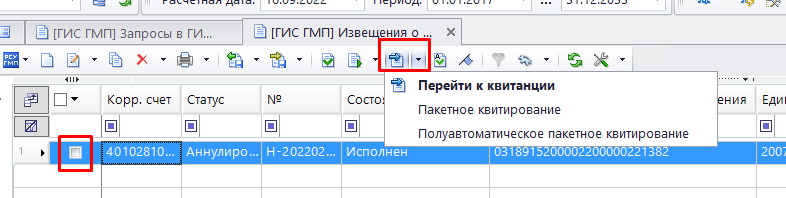 Расчетная дата: 10.09.2022 Период: 01.01.2017 31.12.2035
[ГИС ГМП] Запросы в ГИ... [ГИС ГМП] Извещения о ...
Перейти к квитанции
Пакетное квитирование
Полуавтоматическое пакетное квитирование
Корр. счет Статус № Состо ения Еди
1 40102810... Аннулиро... Н-202202... Исполнен 0318915200002200000221382 2007